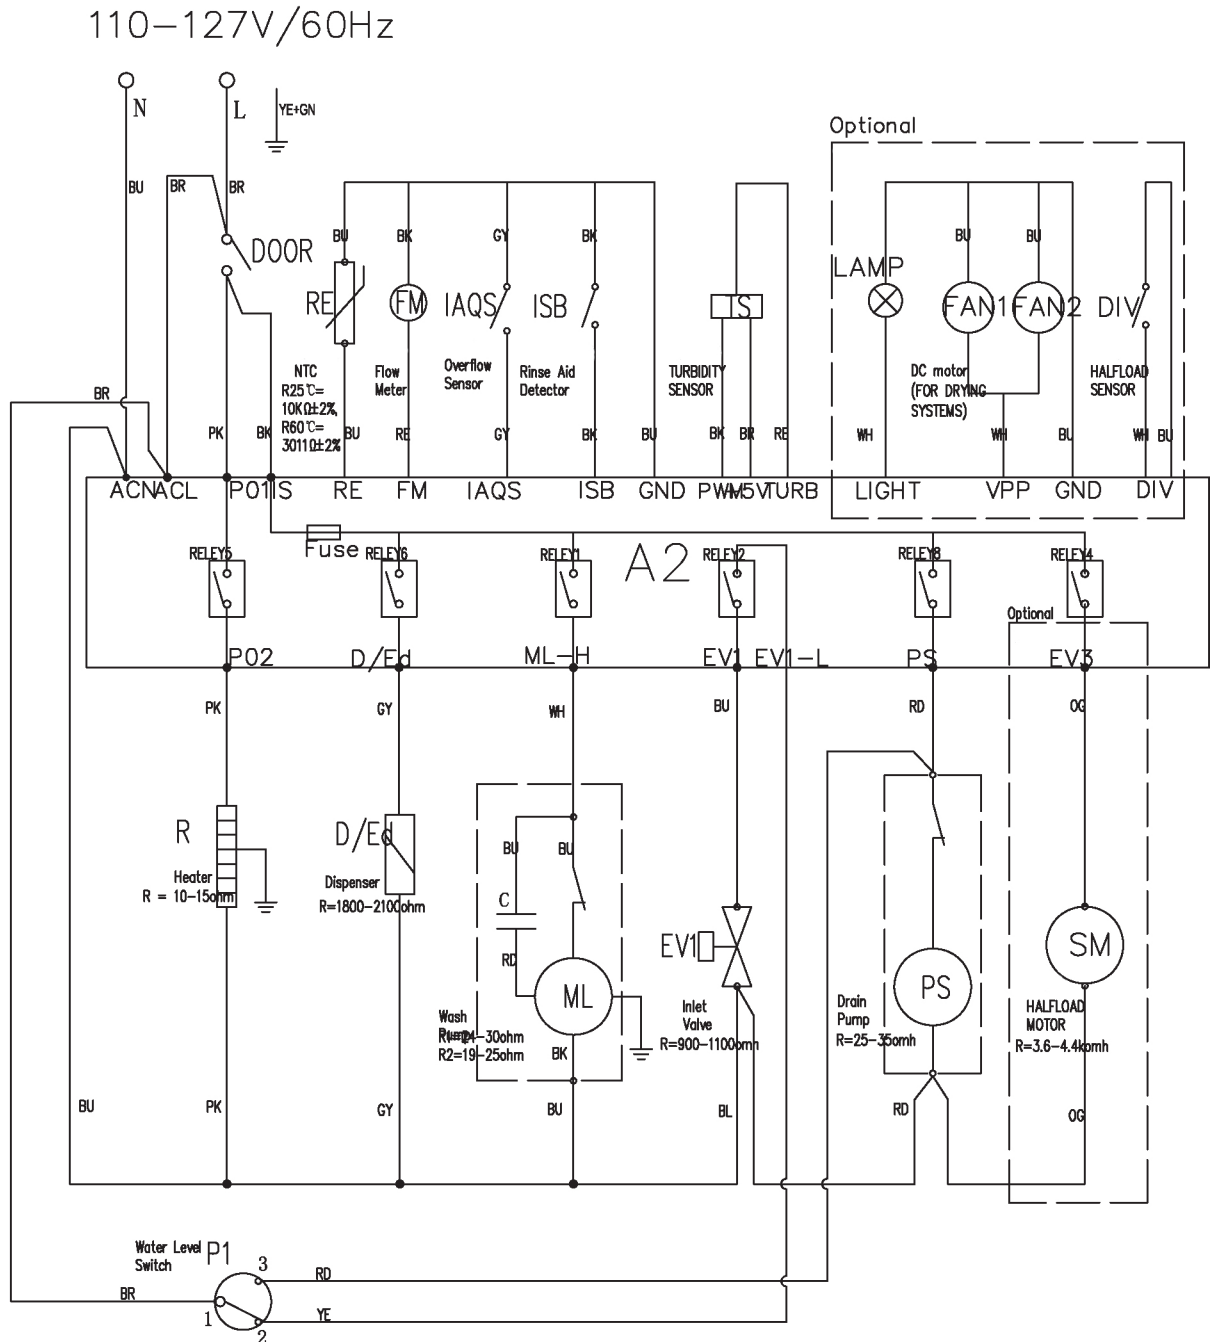 110-127V/60Hz
N
L
YE+GN
Optional
BU
BR
BR
DOOR
BU
BK
GY
BK
BU
BU
LAMP
RE
FM
IAQS
ISB
TS
FAN1
FAN2
DIV
NTC
R25℃=
10KΩ±2%,
R60℃=
3011Ω±2%
Flow
Meter
Overflow
Sensor
Rinse Aid
Detector
TURBIDITY
SENSOR
DC motor
(FOR DRYING
SYSTEMS)
HALFLOAD
SENSOR
BR
PK
BK
BU
RE
GY
BK
BU
BK
BR
RE
WH
WH
BU
WH
BU
ACN
ACL
P01
IS
RE
FM
IAQS
ISB
GND
PWM
+5V
TURB
LIGHT
VPP
GND
DIV
Fuse
A2
RELEY5
RELEY6
RELEY1
RELEY2
RELEY8
RELEY4
Optional
P02
D/Ed
ML-H
EV1
EV1-L
PS
EV3
PK
GY
WH
BU
RD
OG
R
Heater
R = 10-15ohm
D/Ed
Dispenser
R=1800-2100ohm
BU
BU
C
RD
ML
Wash
Pump
R1=24-30ohm
R2=19-25ohm
BK
EV1
Inlet
Valve
R=900-1100omh
Drain
Pump
R=25-35omh
PS
SM
HALFLOAD
MOTOR
R=3.6-4.4komh
BU
PK
GY
BU
BL
RD
OG
Water Level
Switch
P1
3
RD
BR
1
2
YE